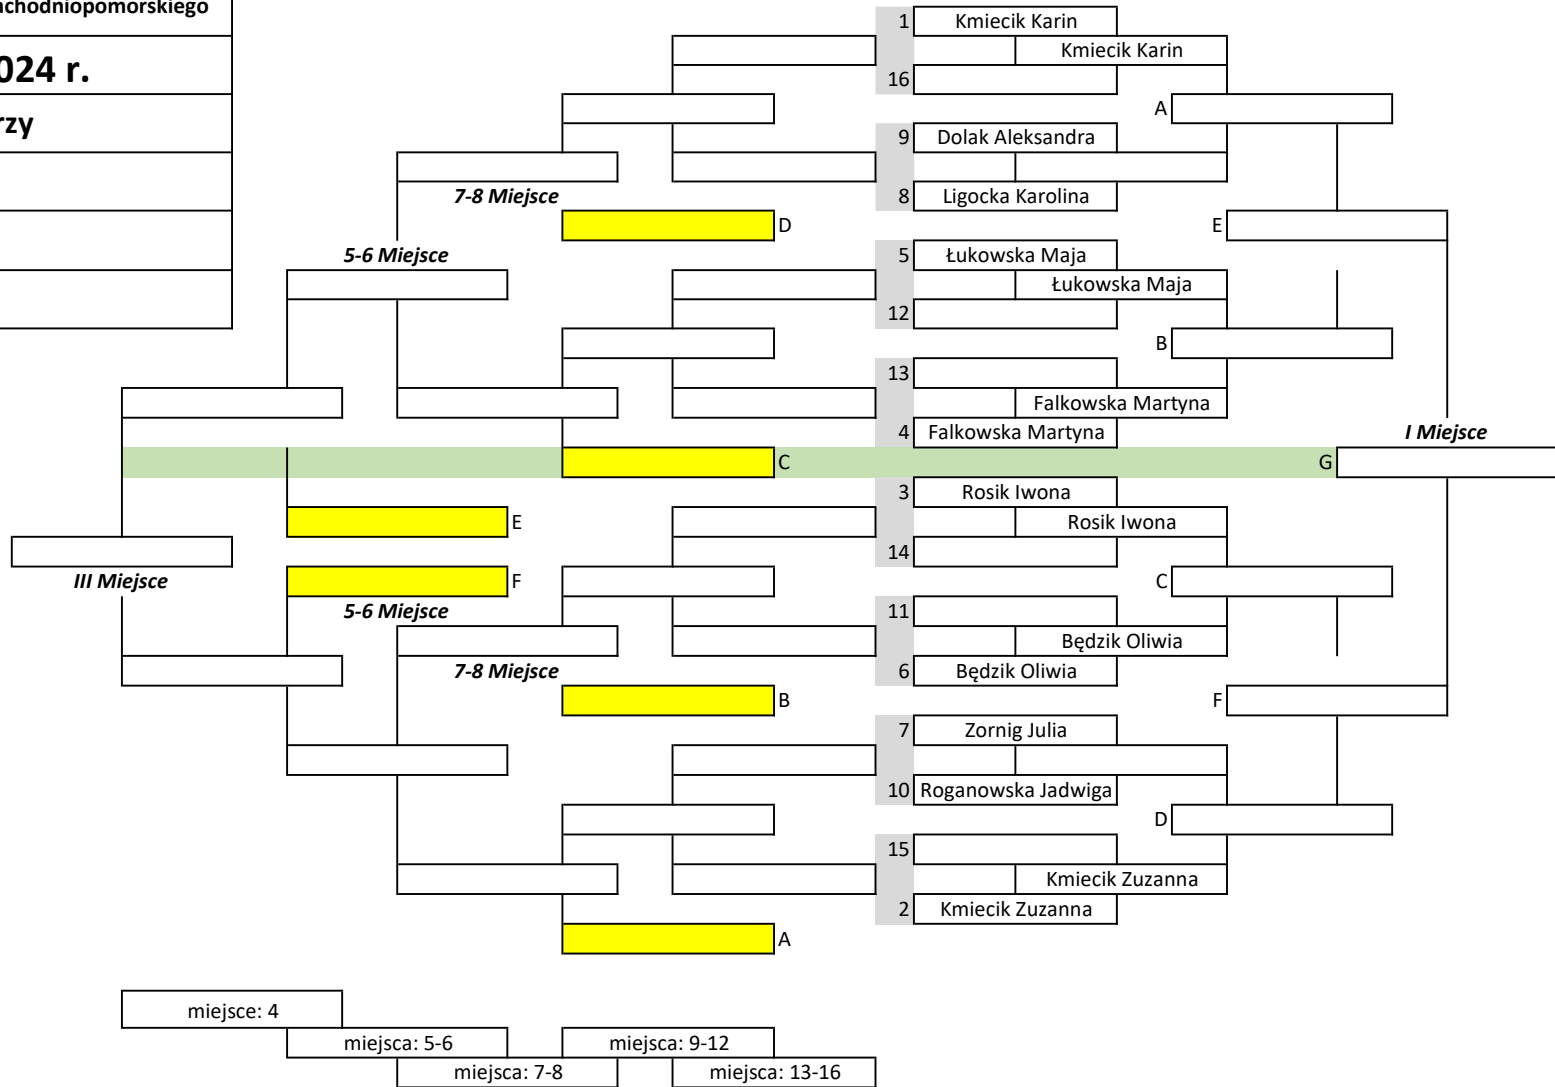 1 Kmiecik Karin
Kmiecik Karin
16
024 r.
A
9 Dolak Aleksandra
7-8 Miejsce
8 Ligocka Karolina
D
E
5-6 Miejsce
5 Łukowska Maja
Łukowska Maja
12
B
13
Falkowska Martyna
4 Falkowska Martyna
I Miejsce
C
G
3 Rosik Iwona
E
Rosik Iwona
14
III Miejsce
F
C
5-6 Miejsce
11
Będzik Oliwia
7-8 Miejsce
6 Będzik Oliwia
B
F
7 Zornig Julia
10 Roganowska Jadwiga
D
15
Kmiecik Zuzanna
2 Kmiecik Zuzanna
A
miejsce: 4
miejsca: 5-6
miejsca: 9-12
miejsca: 7-8
miejsca: 13-16